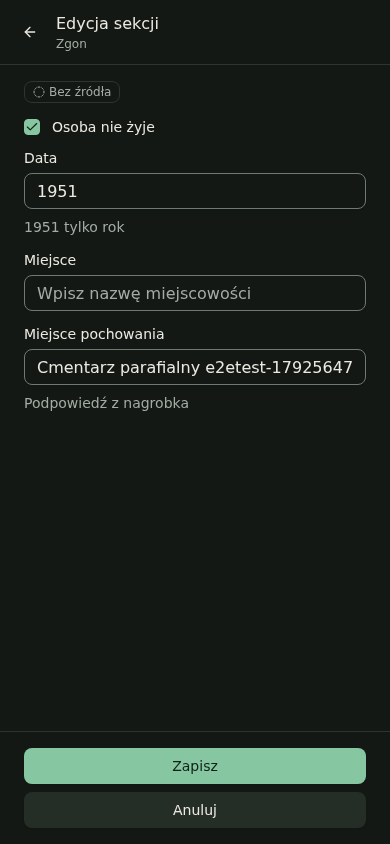 Edycja sekcji
Zgon
Bez źródła
Osoba nie żyje
Data
1951
1951 tylko rok
Miejsce
Wpisz nazwę miejscowości
Miejsce pochowania
Cmentarz parafialny e2etest-17925647
Podpowiedź z nagrobka
Zapisz
Anuluj